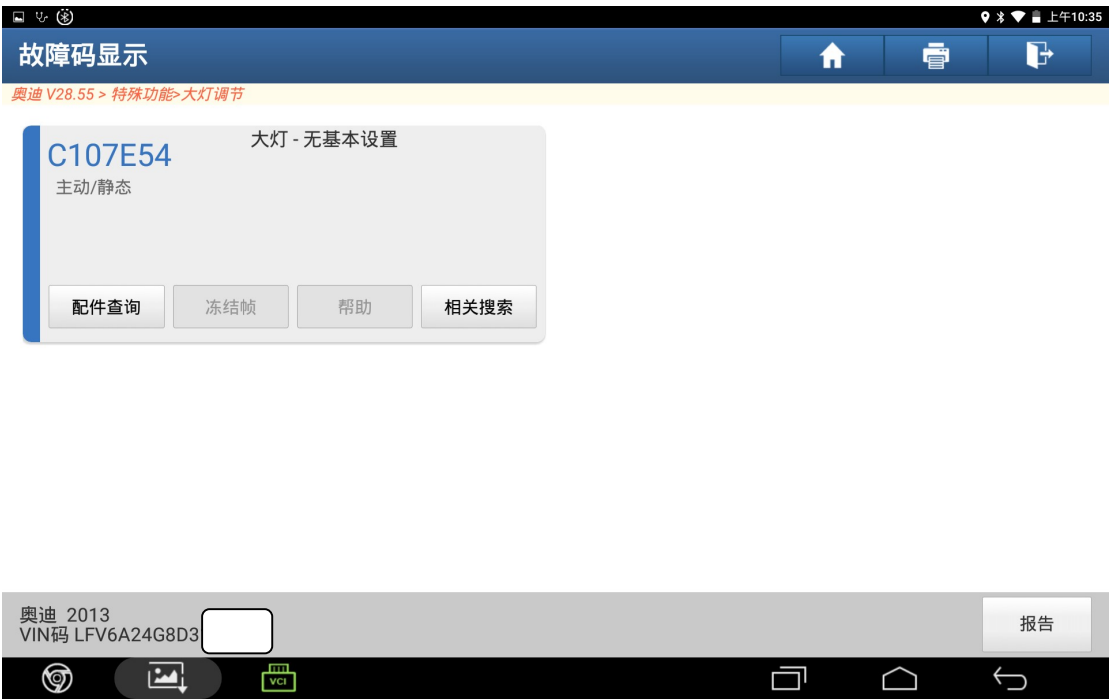 上午10:35
故障码显示
奥迪 V28.55 > 特殊功能>大灯调节
C107E54
大灯 - 无基本设置
主动/静态
配件查询
冻结帧
帮助
相关搜索
奥迪 2013
VIN码 LFV6A24G8D3
报告
VCI